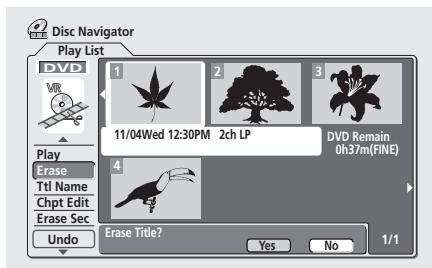 Disc Navigator
Play List
DVD
VR
1
2
3
11/04Wed 12:30PM 2ch LP
DVD Remain
0h37m(FINE)
4
Play
Erase
Ttl Name
Chpt Edit
Erase Sec
Undo
Erase Title?
Yes
No
1/1